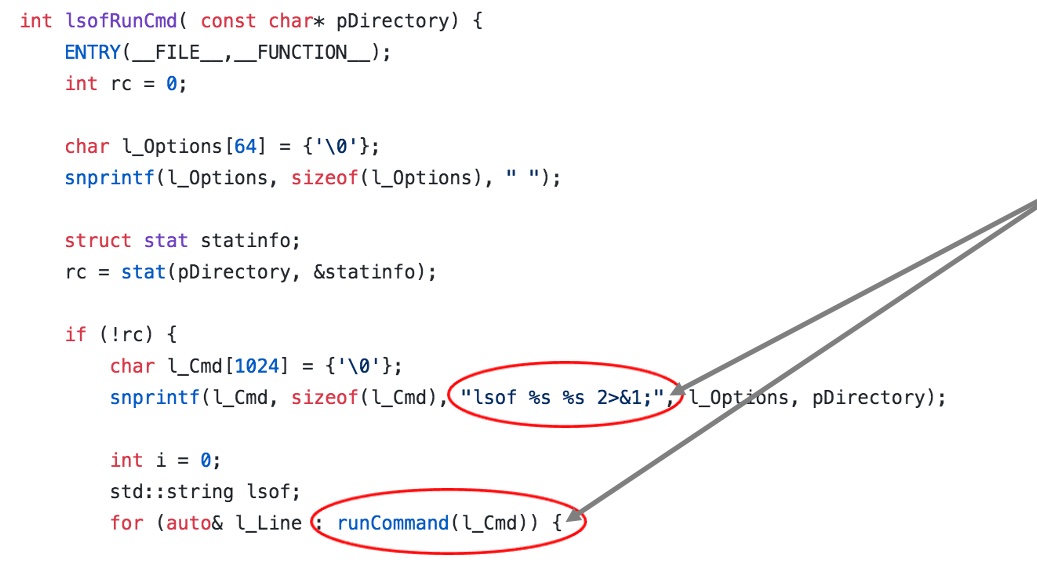 int lsofRunCmd( const char* pDirectory) {
    ENTRY(__FILE__,__FUNCTION__);
    int rc = 0;

    char l_Options[64] = {'\0'};
    snprintf(l_Options, sizeof(l_Options), " ");

    struct stat statinfo;
    rc = stat(pDirectory, &statinfo);

    if (!rc) {
        char l_Cmd[1024] = {'\0'};
        snprintf(l_Cmd, sizeof(l_Cmd), "lsof %s %s 2>&1;", l_Options, pDirectory);

        int i = 0;
        std::string lsof;
        for (auto& l_Line : runCommand(l_Cmd)) {